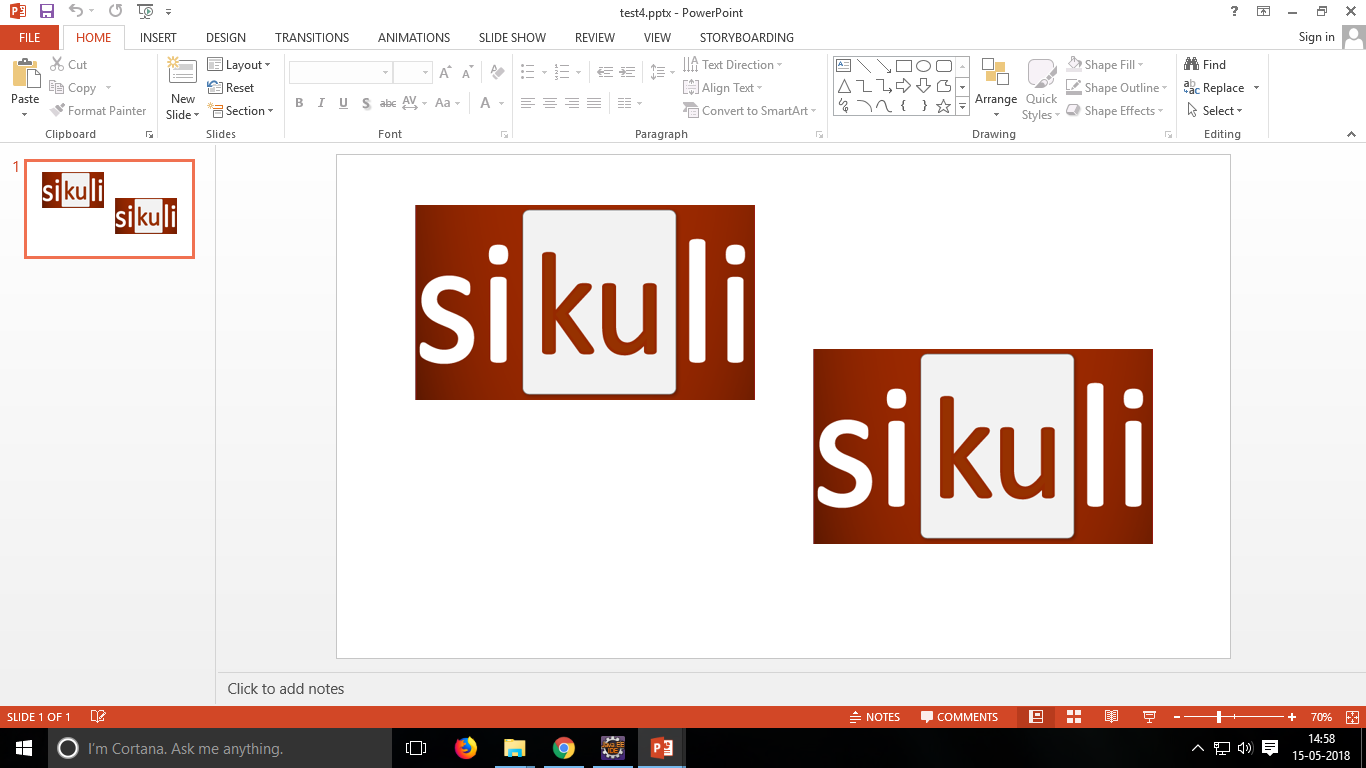 test4.pptx - PowerPoint
?
FILE HOME INSERT DESIGN TRANSITIONS ANIMATIONS SLIDE SHOW REVIEW VIEW STORYBOARDING Sign in
Paste
Cut
Copy
Format Painter
Clipboard
New
Slide
Layout
Reset
Section
Slides
B I U S abc AV Aa A
A A
Font
Text Direction
Align Text
Convert to SmartArt
Paragraph
Arrange
Quick
Styles
Shape Fill
Shape Outline
Shape Effects
Drawing
Find
Replace
Select
Editing
1
sikuli
sikuli
sikuli
sikuli
Click to add notes
SLIDE 1 OF 1 NOTES COMMENTS 70%
I'm Cortana. Ask me anything.
14:58
15-05-2018